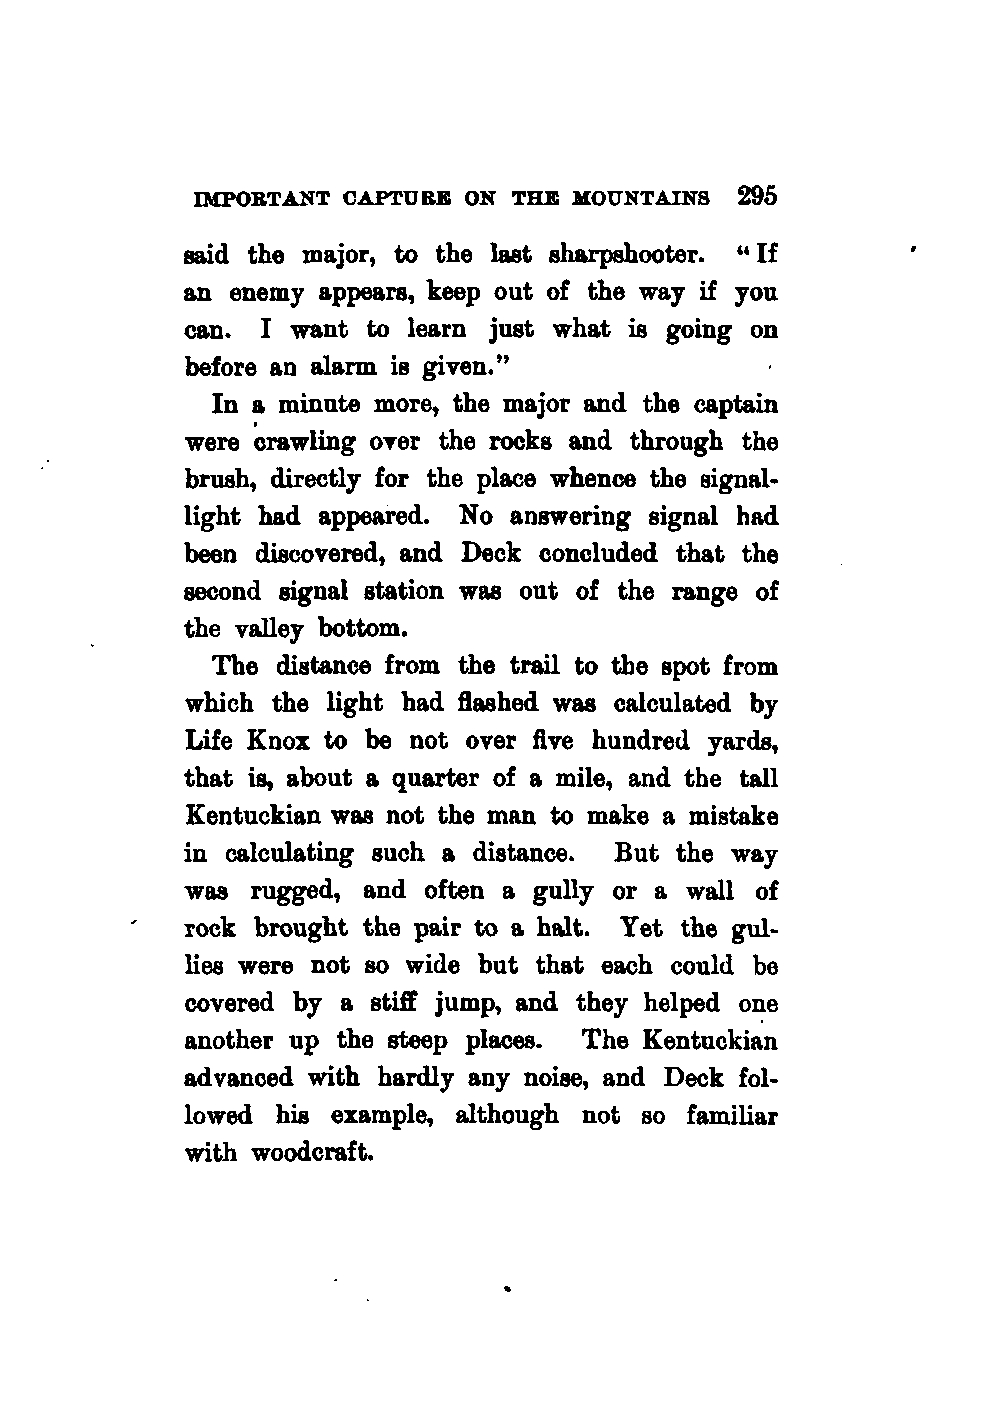 IMPORTANT CAPTURE ON THE MOUNTAINS 295
said the major, to the last sharpshooter. “If
an enemy appears, keep out of the way if you
can. I want to learn just what is going on
before an alarm is given.”
In a minute more, the major and the captain
were crawling over the rocks and through the
brush, directly for the place whence the signal-
light had appeared. No answering signal had
been discovered, and Deck concluded that the
second signal station was out of the range of
the valley bottom.
The distance from the trail to the spot from
which the light had flashed was calculated by
Life Knox to be not over five hundred yards,
that is, about a quarter of a mile, and the tall
Kentuckian was not the man to make a mistake
in calculating such a distance. But the way
was rugged, and often a gully or a wall of
rock brought the pair to a halt. Yet the gul-
lies were not so wide but that each could be
covered by a stiff jump, and they helped one
another up the steep places. The Kentuckian
advanced with hardly any noise, and Deck fol-
lowed his example, although not so familiar
with woodcraft.